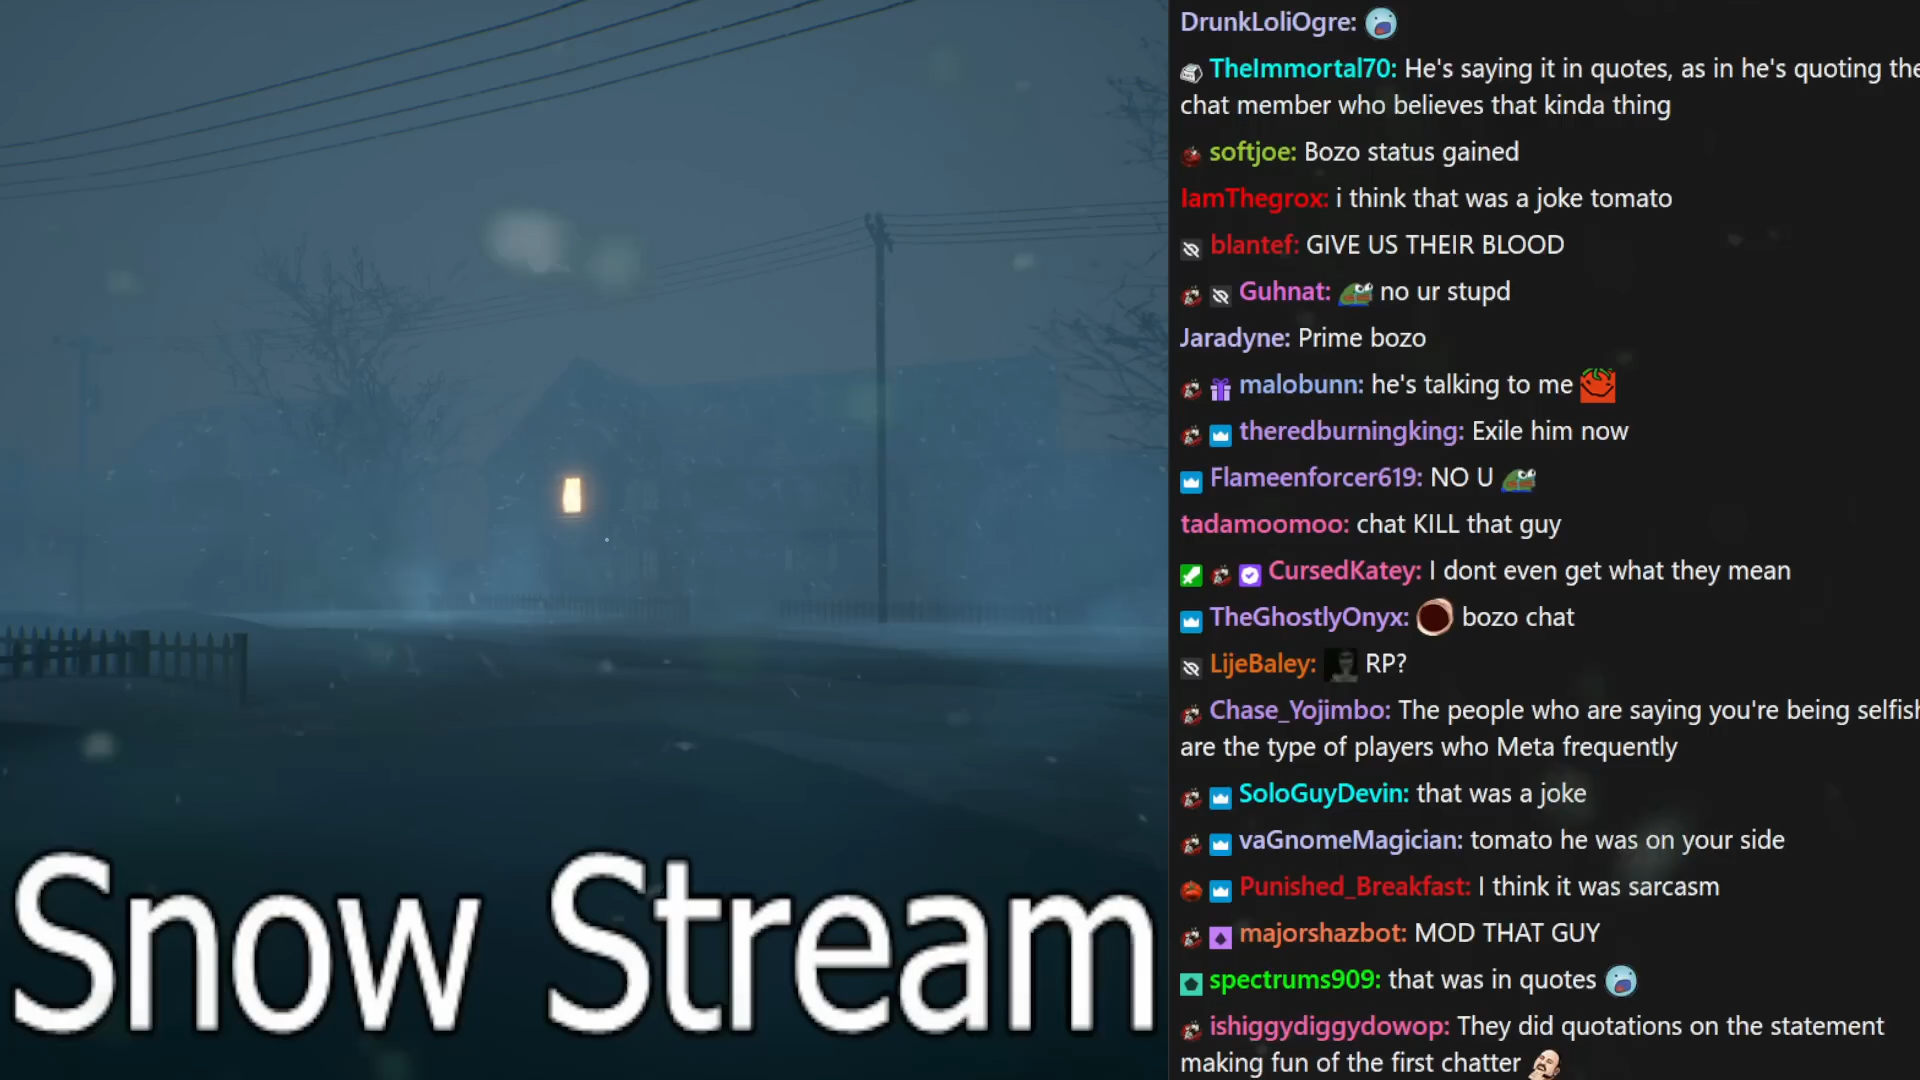 DrunkLoliOgre:
TheImmortal70: He's saying it in quotes, as in he's quoting the
chat member who believes that kinda thing
softjoe: Bozo status gained
IamThegrox: i think that was a joke tomato
blantef: GIVE US THEIR BLOOD
Guhnat: no ur stupd
Jaradyne: Prime bozo
malobunn: he's talking to me
theredburningking: Exile him now
Flameenforcer619: NO U
tadamoomoo: chat KILL that guy
CursedKatey: I dont even get what they mean
TheGhostlyOnyx: bozo chat
LijeBaley: RP?
Chase_Yojimbo: The people who are saying you're being selfish
are the type of players who Meta frequently
SoloGuyDevin: that was a joke
vaGnomeMagician: tomato he was on your side
Punished_Breakfast: I think it was sarcasm
majorshazbot: MOD THAT GUY
spectrums909: that was in quotes
ishiggydiggydowop: They did quotations on the statement
making fun of the first chatter
Snow Stream